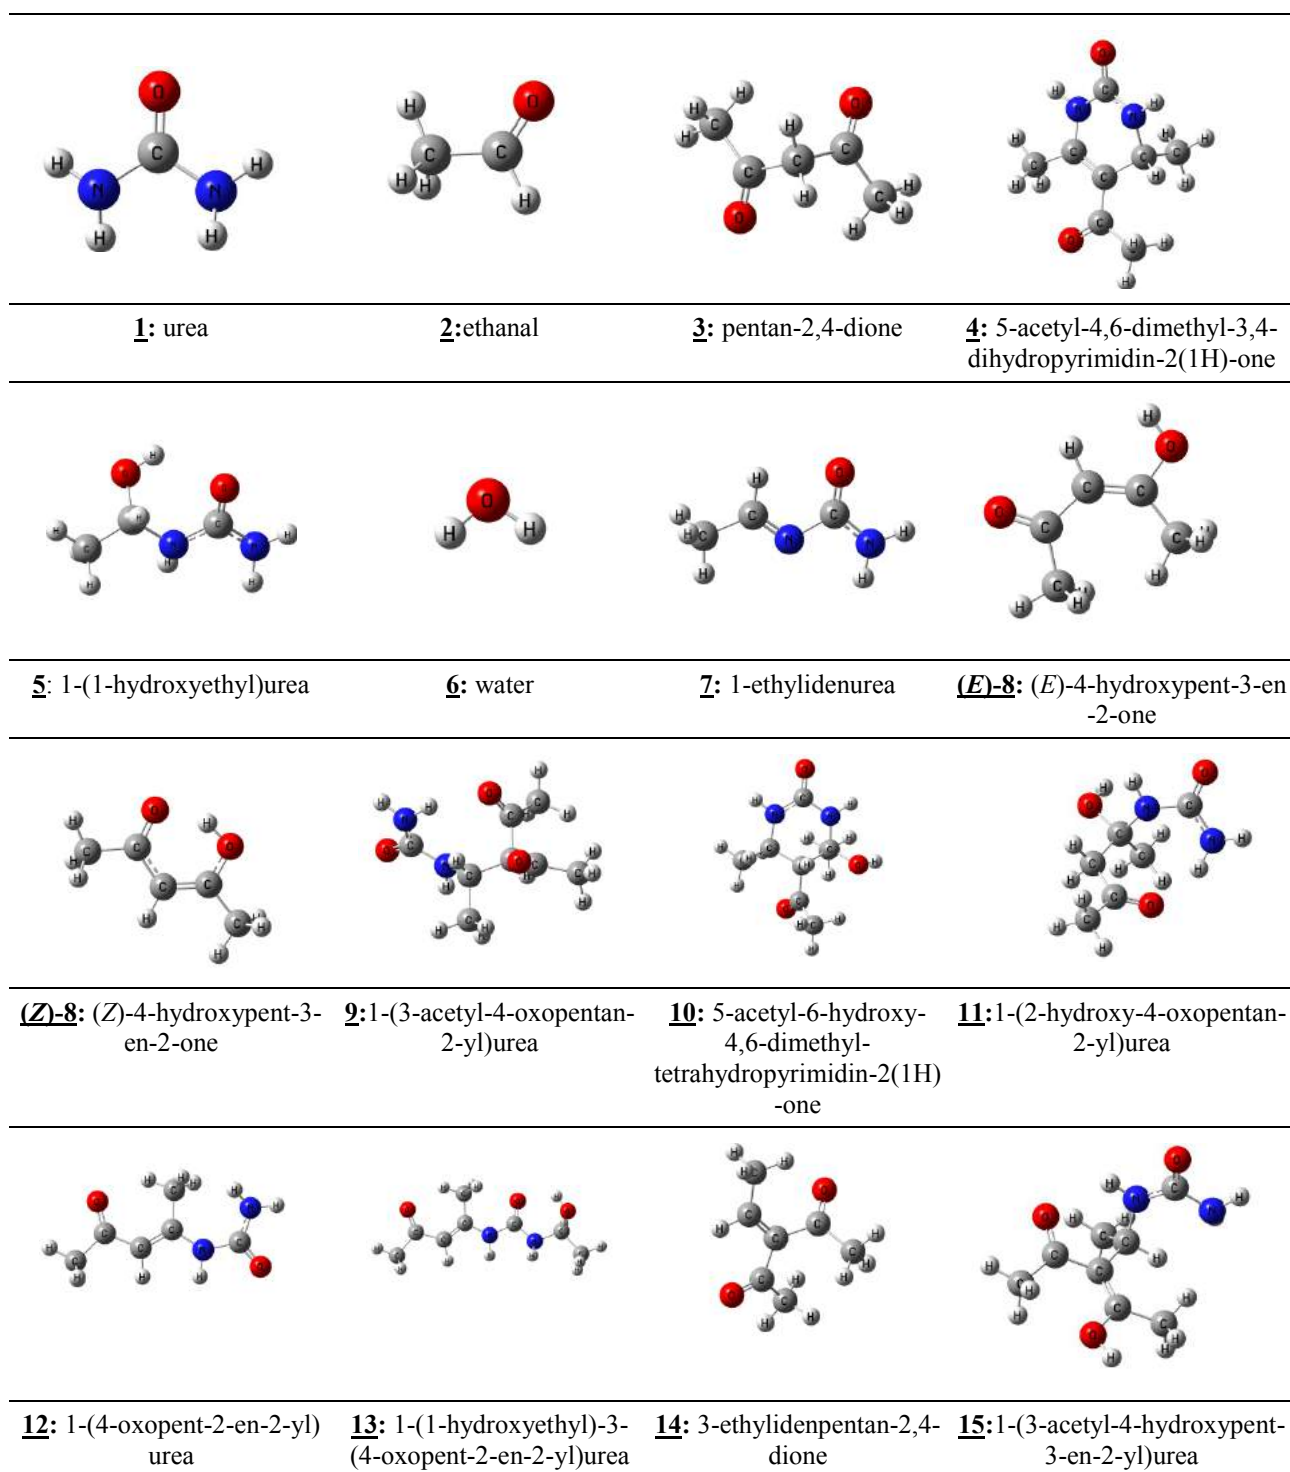 1: urea
2:ethanal
3: pentan-2,4-dione
4: 5-acetyl-4,6-dimethyl-3,4-
dihydropyrimidin-2(1H)-one
5: 1-(1-hydroxyethyl)urea
6: water
7: 1-ethylidenurea
(E)-8: (E)-4-hydroxypent-3-en
-2-one
(Z)-8: (Z)-4-hydroxypent-3-
en-2-one
9:1-(3-acetyl-4-oxopentan-
2-yl)urea
10: 5-acetyl-6-hydroxy-
4,6-dimethyl-
tetrahydropyrimidin-2(1H)
-one
11:1-(2-hydroxy-4-oxopentan-
2-yl)urea
12: 1-(4-oxopent-2-en-2-yl)
urea
13: 1-(1-hydroxyethyl)-3-
(4-oxopent-2-en-2-yl)urea
14: 3-ethylidenpentan-2,4-
dione
15:1-(3-acetyl-4-hydroxypent-
3-en-2-yl)urea